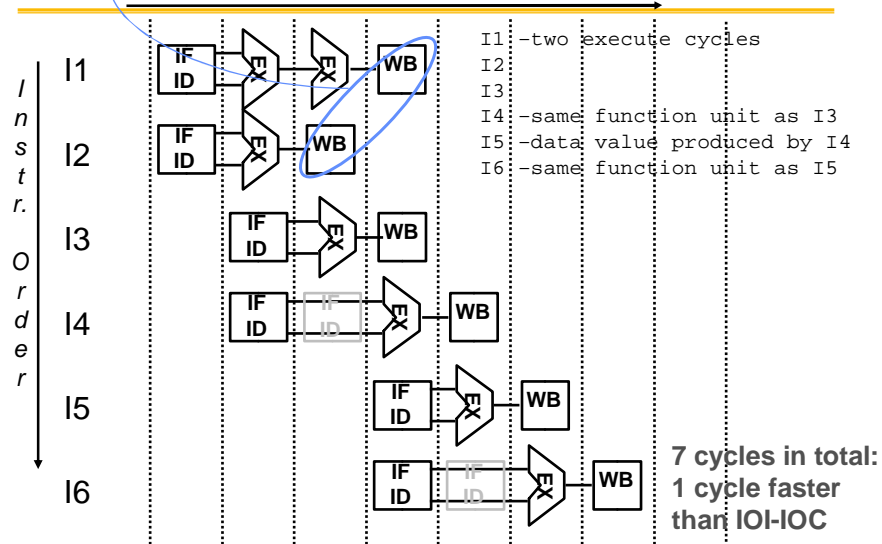 I1 –two execute cycles
I2
I3
I4 –same function unit as I3
I5 –data value produced by I4
I6 –same function unit as I5
Instr. Order
I1
IF
ID
EX
EX
WB
I2
IF
ID
EX
WB
I3
IF
ID
EX
WB
I4
IF
ID
IF
ID
EX
WB
I5
IF
ID
EX
WB
I6
IF
ID
IF
ID
EX
WB
7 cycles in total:
1 cycle faster
than IOI-IOC